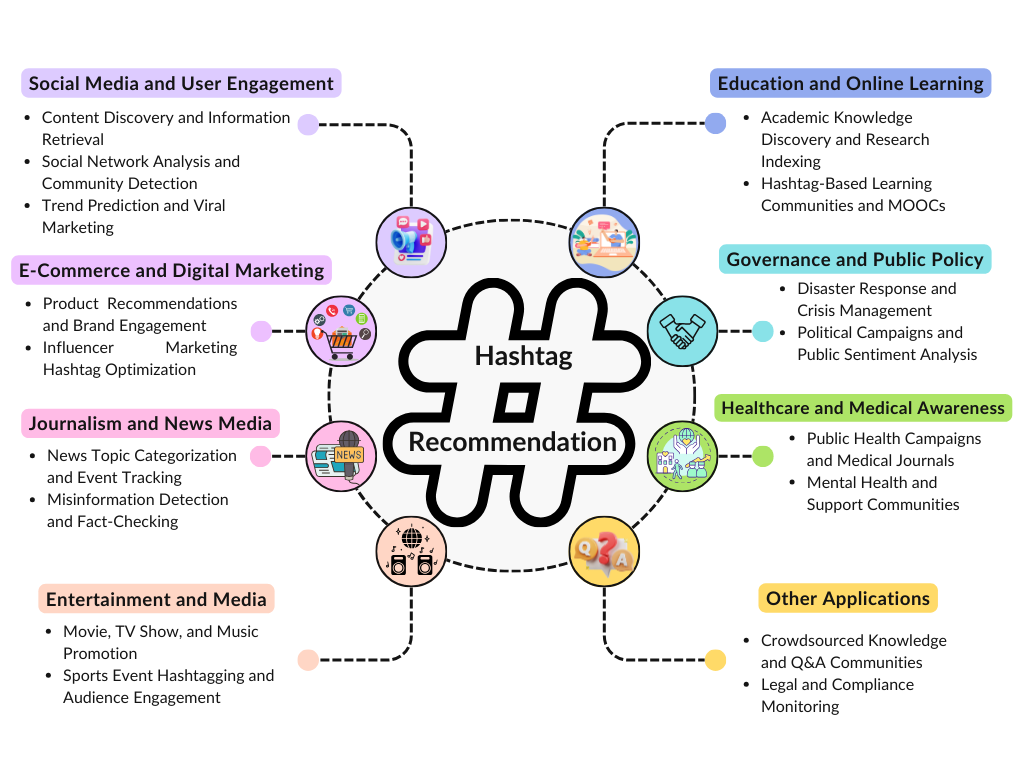 Social Media and User Engagement
• Content Discovery and Information
Retrieval
• Social Network Analysis and
Community Detection
• Trend Prediction and Viral
Marketing
E-Commerce and Digital Marketing
• Product Recommendations
and Brand Engagement
• Influencer Marketing
Hashtag Optimization
Journalism and News Media
• News Topic Categorization
and Event Tracking
• Misinformation Detection
and Fact-Checking
Entertainment and Media
• Movie, TV Show, and Music
Promotion
• Sports Event Hashtagging and
Audience Engagement
Hashtag
Recommendation
NEWS
Q
?
A
Education and Online Learning
• Academic Knowledge
Discovery and Research
Indexing
• Hashtag-Based Learning
Communities and MOOCs
Governance and Public Policy
• Disaster Response and
Crisis Management
• Political Campaigns and
Public Sentiment Analysis
Healthcare and Medical Awareness
• Public Health Campaigns
and Medical Journals
• Mental Health and
Support Communities
Other Applications
• Crowdsourced Knowledge
and Q&A Communities
• Legal and Compliance
Monitoring